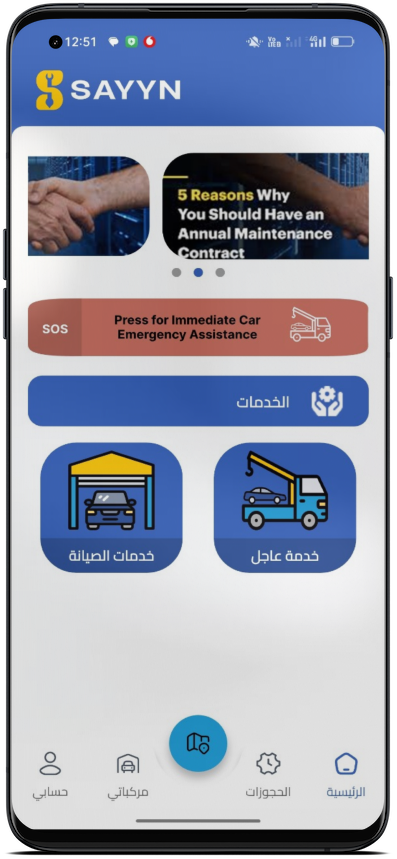 12:51
4G
SAYYN
5 Reasons Why
You Should Have an
Annual Maintenance
Contract
SOS
Press for Immediate Car
Emergency Assistance
الخدمات
خدمة عاجل
خدمات الصيانة
الرئيسية
الحجوزات
مركباتي
حسابي